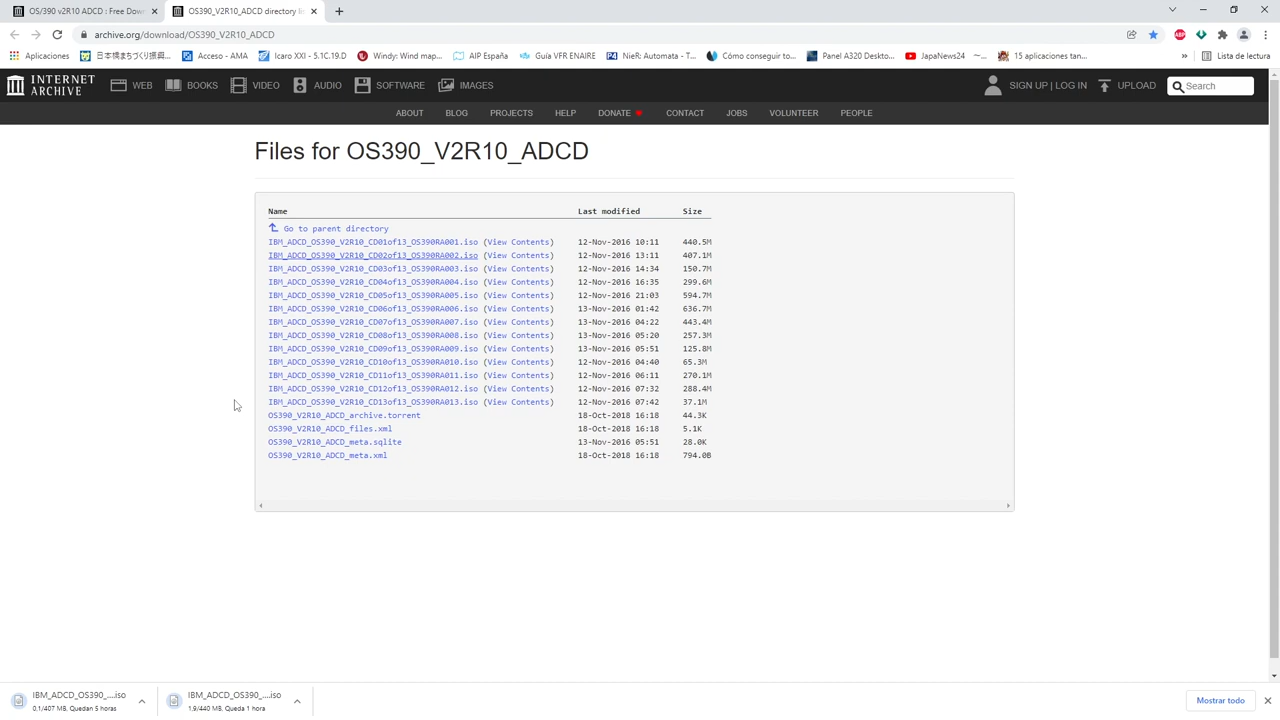 OS/390 v2R10 ADCD : Free Dow
OS390_V2R10_ADCD directory lis
archive.org/download/OS390_V2R10_ADCD
Aplicaciones
日本橋まちづくり振興...
Acceso - AMA
Icaro XXI - 5.1C.19.D
Windy: Wind map...
AIP España
Guía VFR ENAIRE
NieR: Automata - T...
Cómo conseguir to...
Panel A320 Deskto...
JapaNews24 ~...
15 aplicaciones tan...
»
Lista de lectura
INTERNET ARCHIVE
WEB
BOOKS
VIDEO
AUDIO
SOFTWARE
IMAGES
SIGN UP | LOG IN
UPLOAD
Search
ABOUT BLOG PROJECTS HELP DONATE CONTACT JOBS VOLUNTEER PEOPLE
Files for OS390_V2R10_ADCD
Name Last modified Size
Go to parent directory
IBM_ADCD_OS390_V2R10_CD01of13_OS390RA001.iso (View Contents) 12-Nov-2016 10:11 440.5M
IBM_ADCD_OS390_V2R10_CD02of13_OS390RA002.iso (View Contents) 12-Nov-2016 13:11 407.1M
IBM_ADCD_OS390_V2R10_CD03of13_OS390RA003.iso (View Contents) 12-Nov-2016 14:34 150.7M
IBM_ADCD_OS390_V2R10_CD04of13_OS390RA004.iso (View Contents) 12-Nov-2016 16:35 299.6M
IBM_ADCD_OS390_V2R10_CD05of13_OS390RA005.iso (View Contents) 12-Nov-2016 21:03 594.7M
IBM_ADCD_OS390_V2R10_CD06of13_OS390RA006.iso (View Contents) 13-Nov-2016 01:42 636.7M
IBM_ADCD_OS390_V2R10_CD07of13_OS390RA007.iso (View Contents) 13-Nov-2016 04:22 443.4M
IBM_ADCD_OS390_V2R10_CD08of13_OS390RA008.iso (View Contents) 13-Nov-2016 05:20 257.3M
IBM_ADCD_OS390_V2R10_CD09of13_OS390RA009.iso (View Contents) 13-Nov-2016 05:51 125.8M
IBM_ADCD_OS390_V2R10_CD10of13_OS390RA010.iso (View Contents) 12-Nov-2016 04:40 65.3M
IBM_ADCD_OS390_V2R10_CD11of13_OS390RA011.iso (View Contents) 12-Nov-2016 06:11 270.1M
IBM_ADCD_OS390_V2R10_CD12of13_OS390RA012.iso (View Contents) 12-Nov-2016 07:32 288.4M
IBM_ADCD_OS390_V2R10_CD13of13_OS390RA013.iso (View Contents) 12-Nov-2016 07:42 37.1M
OS390_V2R10_ADCD_archive.torrent 18-Oct-2018 16:18 44.3K
OS390_V2R10_ADCD_files.xml 18-Oct-2018 16:18 5.1K
OS390_V2R10_ADCD_meta.sqlite 13-Nov-2016 05:51 28.0K
OS390_V2R10_ADCD_meta.xml 18-Oct-2018 16:18 794.0B
IBM_ADCD_OS390_....iso
0,1/407 MB, Quedan 5 horas
IBM_ADCD_OS390_....iso
1,9/440 MB, Queda 1 hora
Mostrar todo